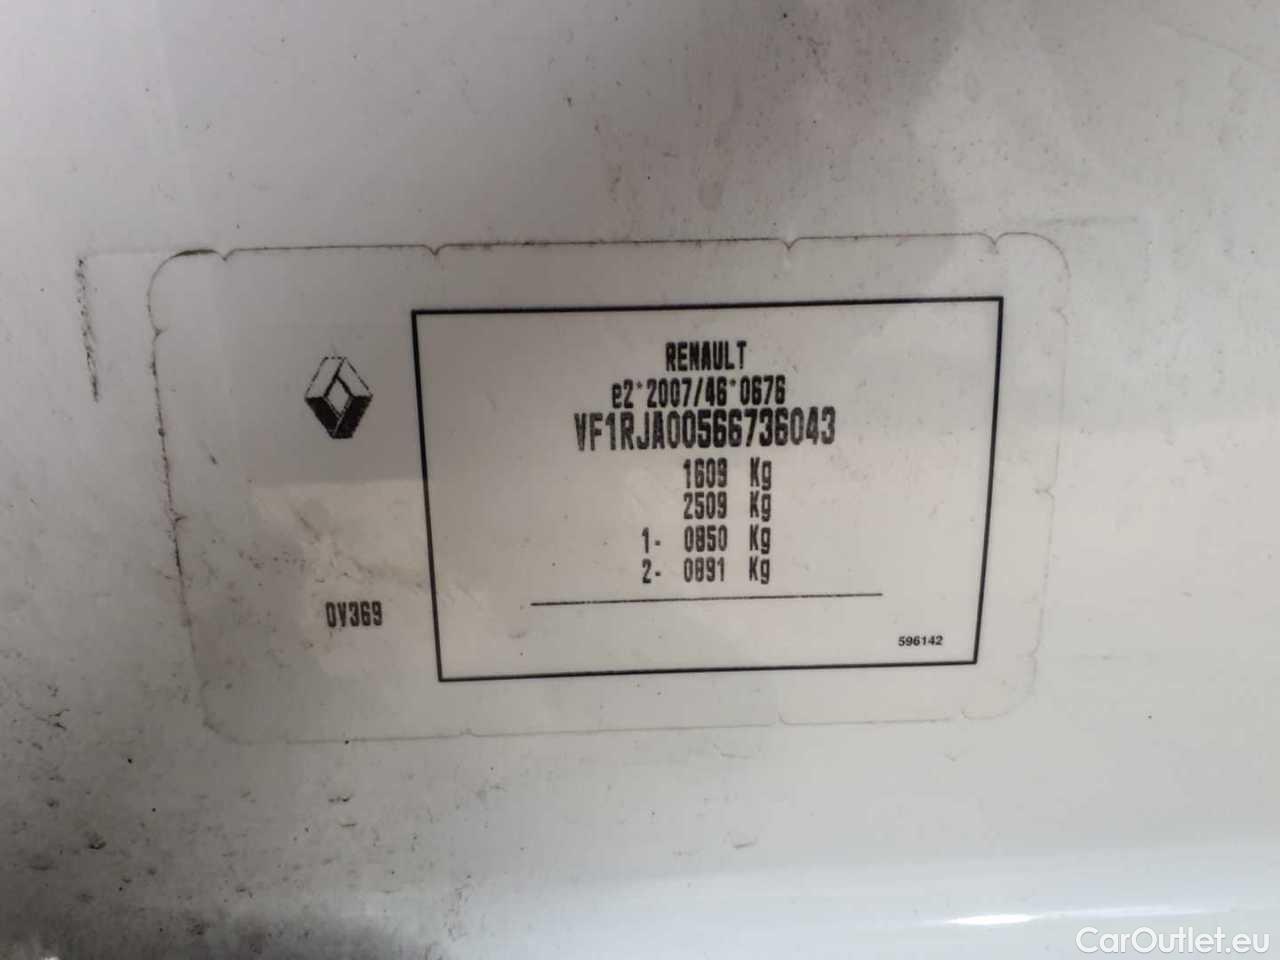 RENAULT
e2*2007/46*0676
VF1RJA00566736043
1609 Kg
2509 Kg
1- 0850 Kg
2- 0891 Kg
0V369
596142
CarOutlet.eu